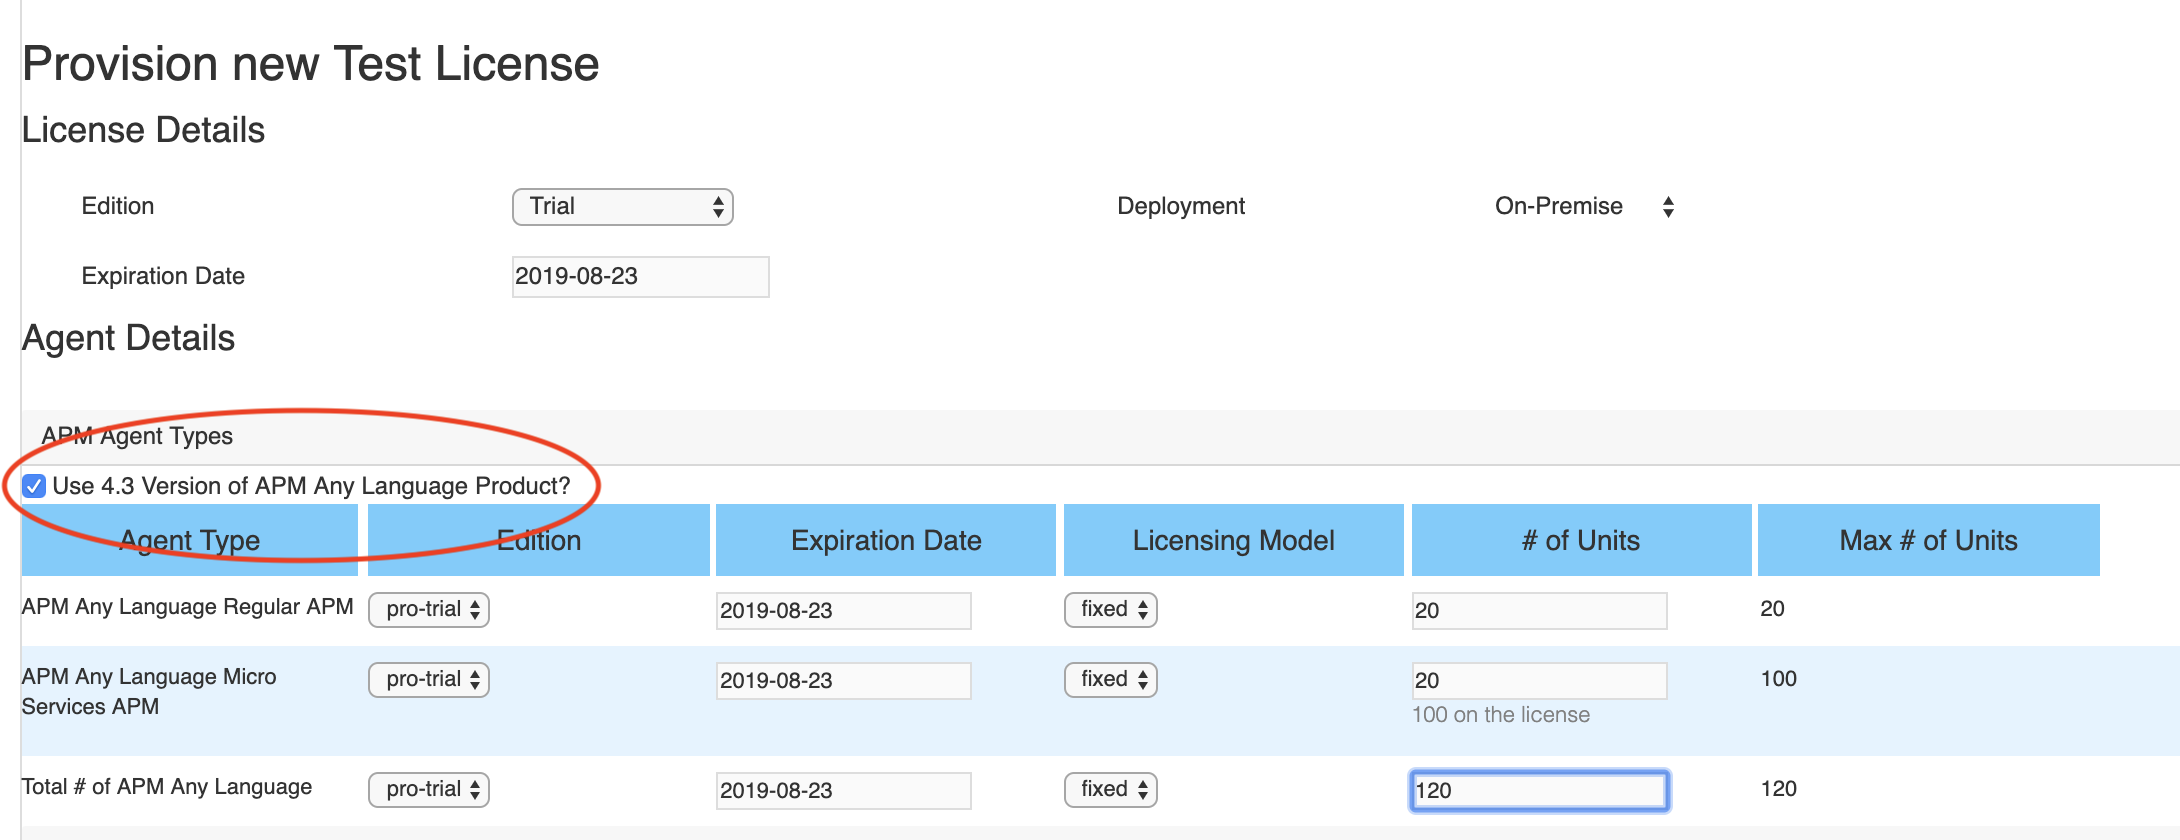 Provision new Test License
License Details
Edition Trial Deployment On-Premise
Expiration Date 2019-08-23
Agent Details
APM Agent Types
Use 4.3 Version of APM Any Language Product?
Agent Type Edition Expiration Date Licensing Model # of Units Max # of Units
APM Any Language Regular APM pro-trial 2019-08-23 fixed 20 20
APM Any Language Micro pro-trial 2019-08-23 fixed 20 100
Services APM 100 on the license
Total # of APM Any Language pro-trial 2019-08-23 fixed 120 120